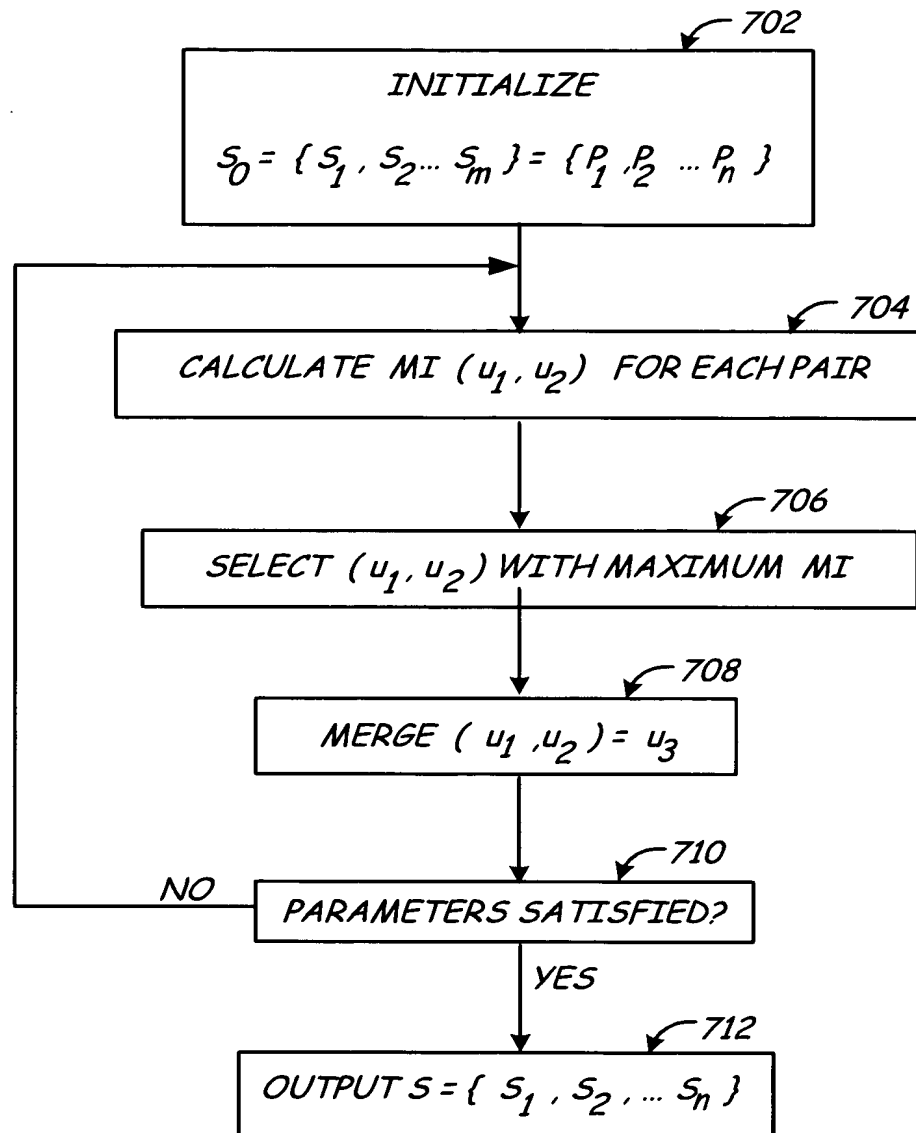 702
INITIALIZE
S₀ = { S₁ , S₂... Sₘ } = { P₁ ,P₂ ... Pₙ }
704
CALCULATE MI ( u₁, u₂) FOR EACH PAIR
706
SELECT (u₁, u₂) WITH MAXIMUM MI
708
MERGE ( u₁ ,u₂ ) = u₃
710
NO
PARAMETERS SATISFIED?
YES
712
OUTPUT S = { S₁ , S₂ , ... Sₙ }